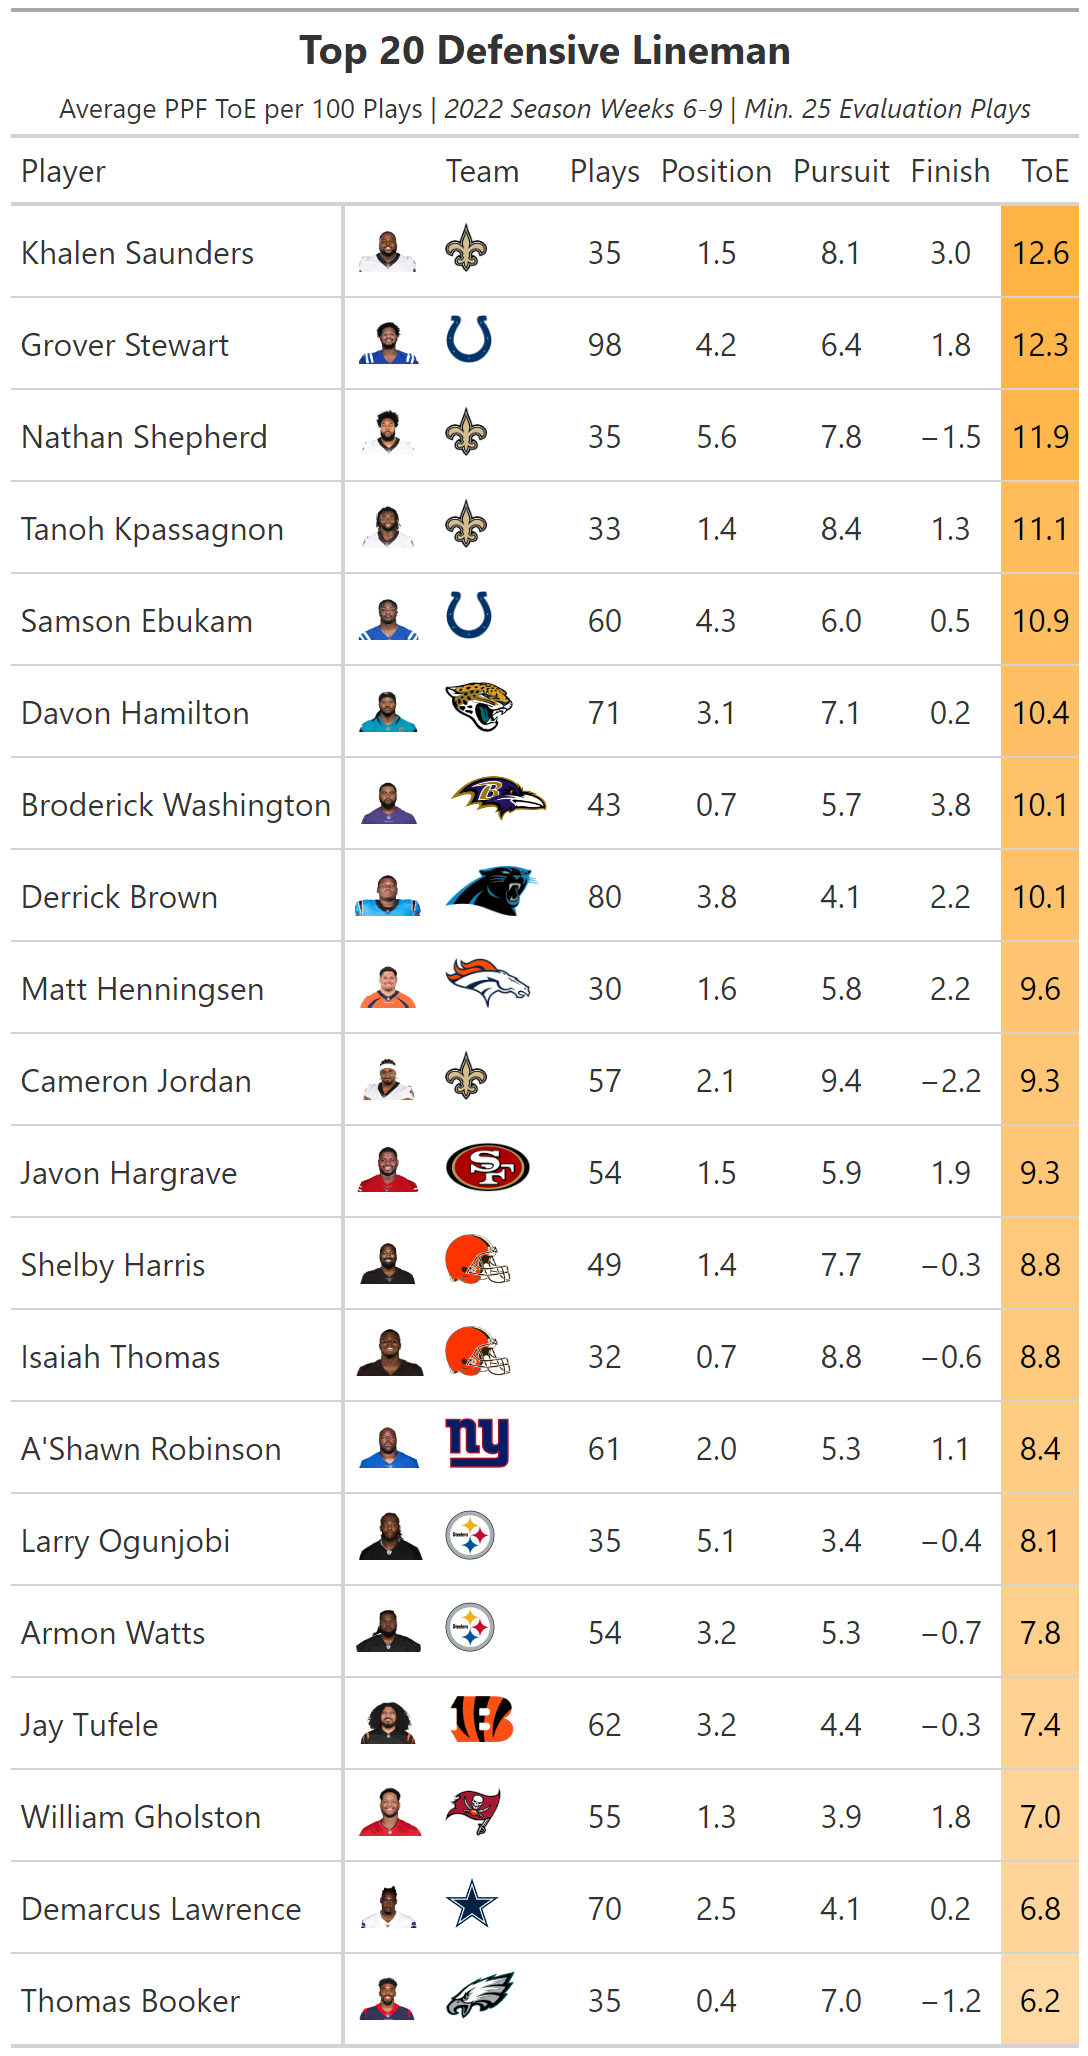 Top 20 Defensive Lineman
Average PPF ToE per 100 Plays | 2022 Season Weeks 6-9 | Min. 25 Evaluation Plays
Player Team Plays Position Pursuit Finish ToE
Khalen Saunders 35 1.5 8.1 3.0 12.6
Grover Stewart 98 4.2 6.4 1.8 12.3
Nathan Shepherd 35 5.6 7.8 −1.5 11.9
Tanoh Kpassagnon 33 1.4 8.4 1.3 11.1
Samson Ebukam 60 4.3 6.0 0.5 10.9
Davon Hamilton 71 3.1 7.1 0.2 10.4
Broderick Washington B 43 0.7 5.7 3.8 10.1
Derrick Brown 80 3.8 4.1 2.2 10.1
Matt Henningsen 30 1.6 5.8 2.2 9.6
Cameron Jordan 57 2.1 9.4 −2.2 9.3
Javon Hargrave SF 54 1.5 5.9 1.9 9.3
Shelby Harris 49 1.4 7.7 −0.3 8.8
Isaiah Thomas 32 0.7 8.8 −0.6 8.8
A'Shawn Robinson ny 61 2.0 5.3 1.1 8.4
Larry Ogunjobi Steelers 35 5.1 3.4 −0.4 8.1
Armon Watts Steelers 54 3.2 5.3 −0.7 7.8
Jay Tufele B 62 3.2 4.4 −0.3 7.4
William Gholston 55 1.3 3.9 1.8 7.0
Demarcus Lawrence 70 2.5 4.1 0.2 6.8
Thomas Booker 35 0.4 7.0 −1.2 6.2